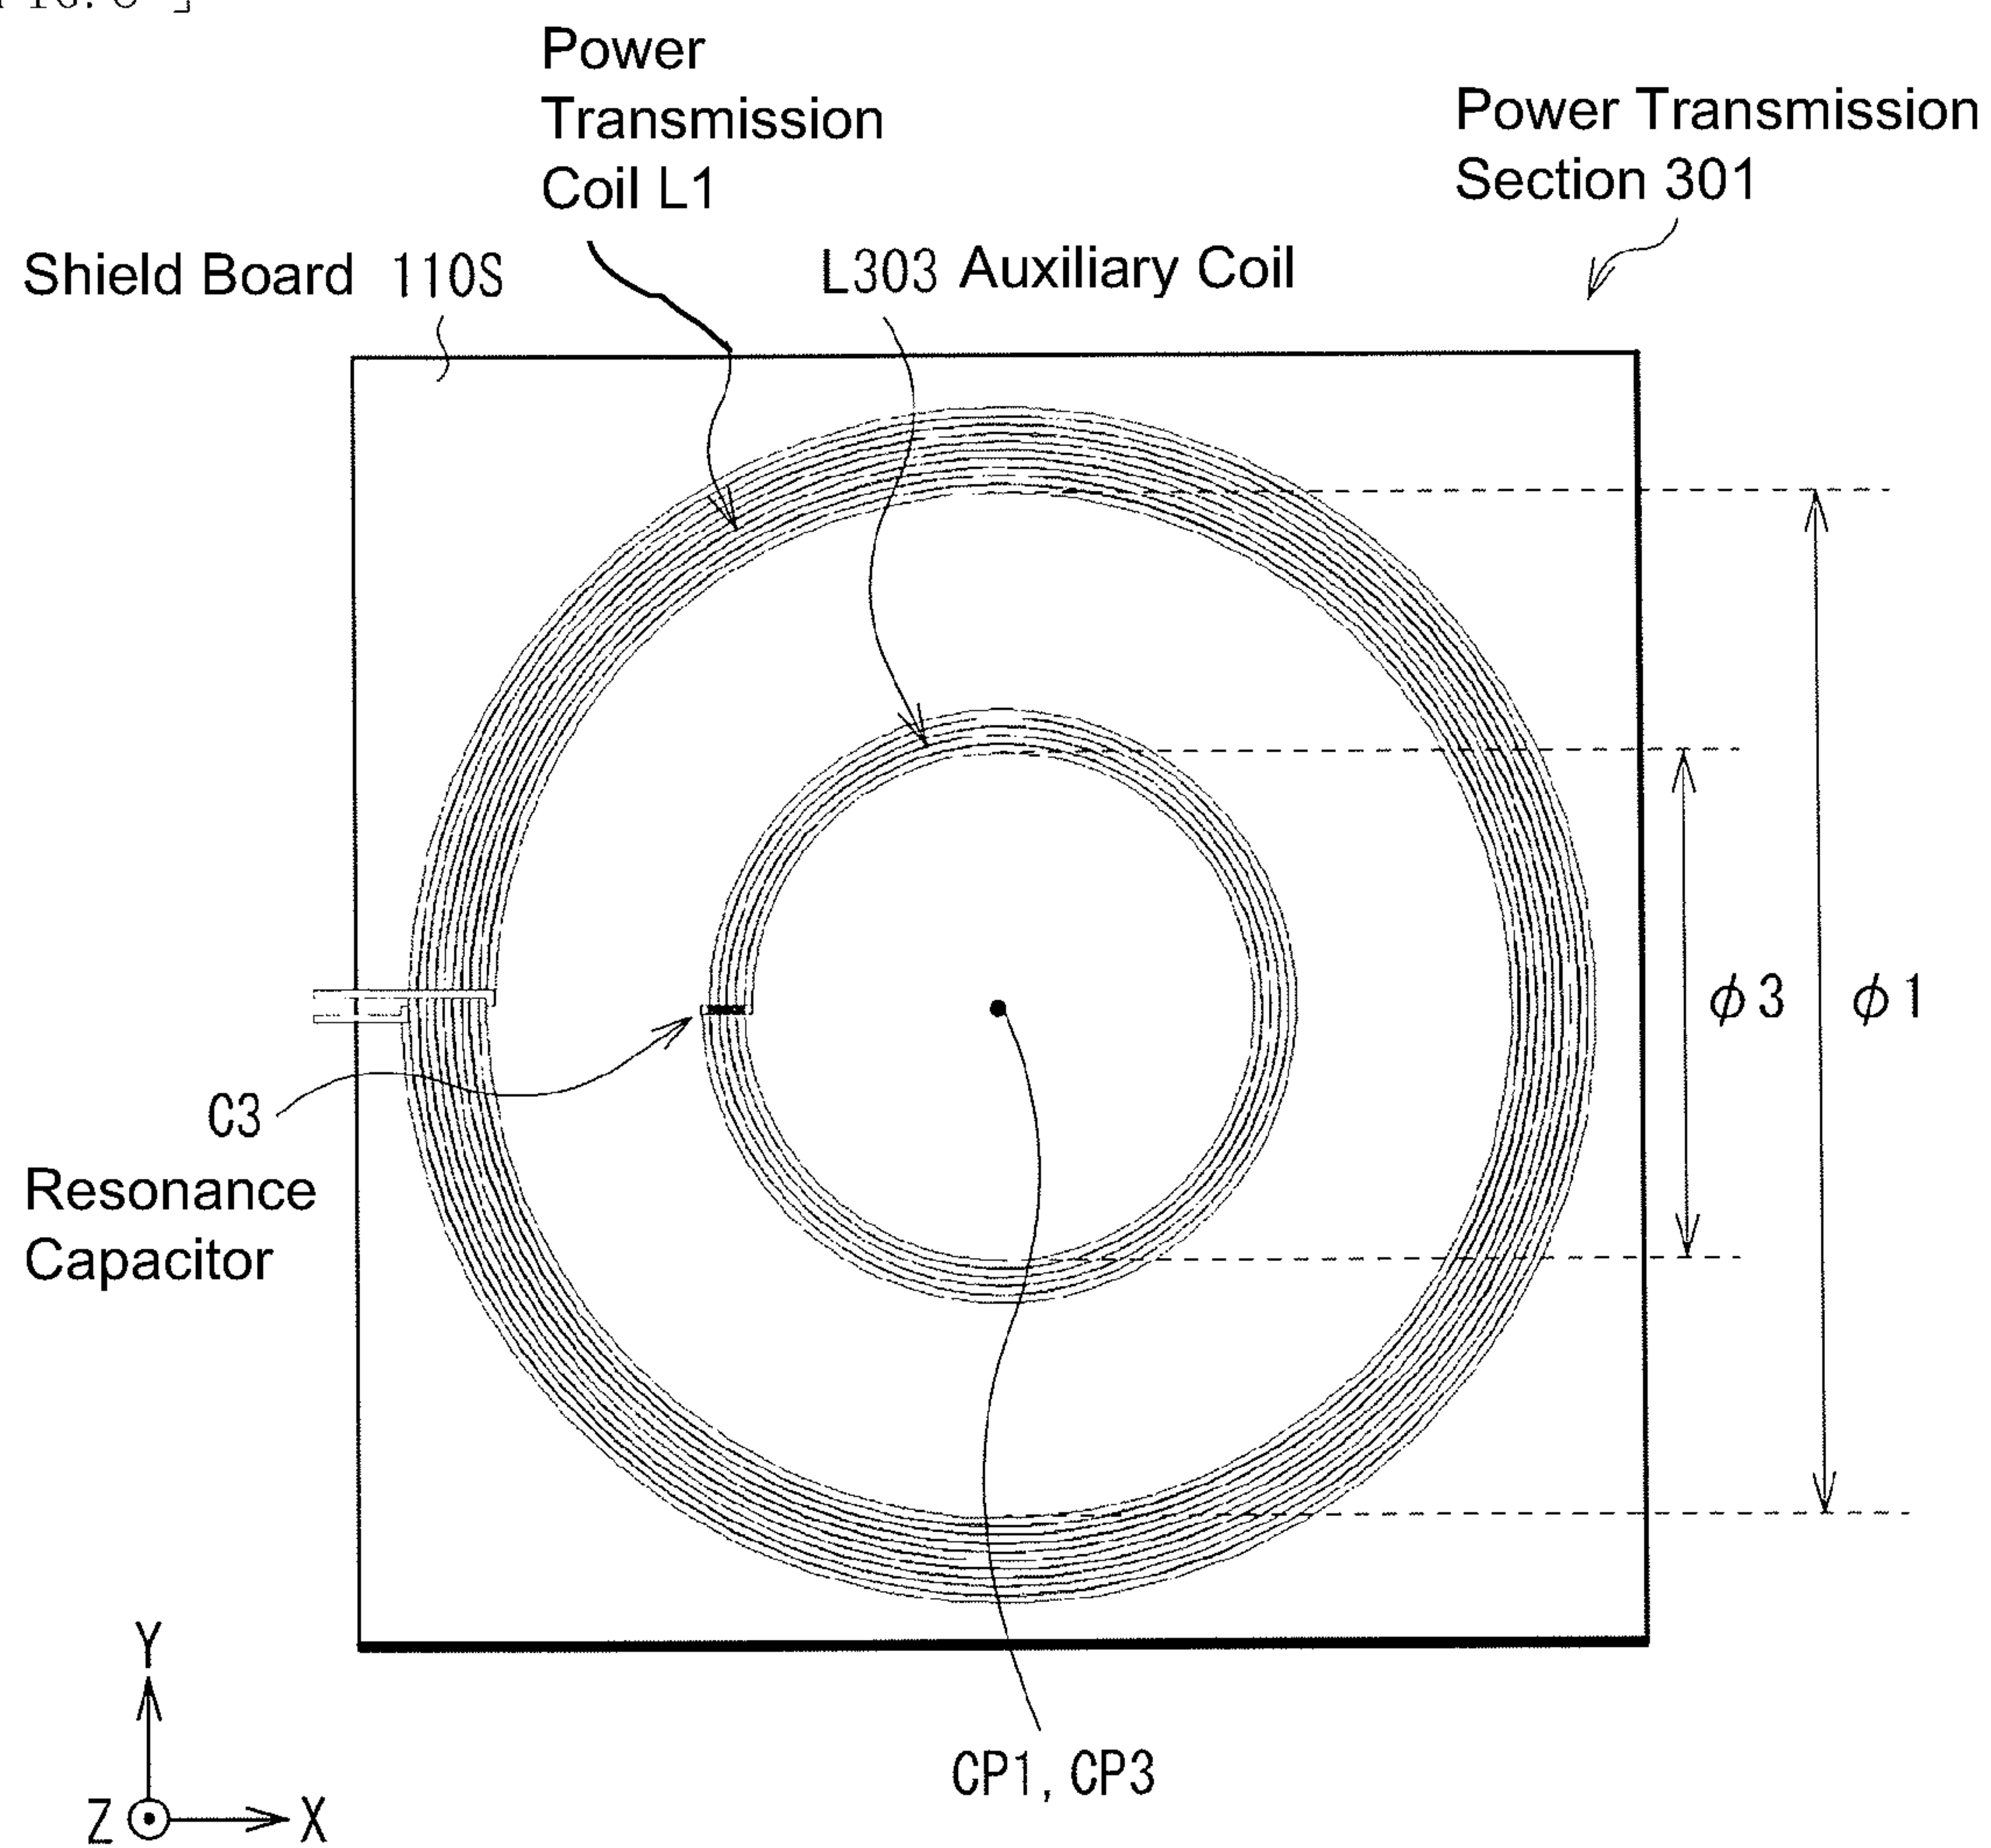 Power
Transmission
Coil L1
Power Transmission
Section 301
Shield Board 110S
L303 Auxiliary Coil
φ3
φ1
C3
Resonance
Capacitor
CP1, CP3
Y
Z
X